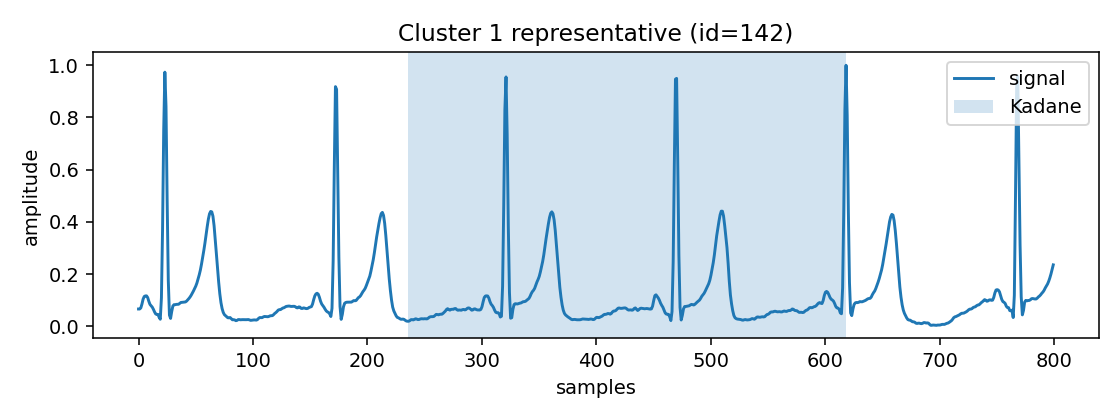 Cluster 1 representative (id=142)
signal
Kadane
amplitude
1.0
0.8
0.6
0.4
0.2
0.0
0 100 200 300 400 500 600 700 800
samples